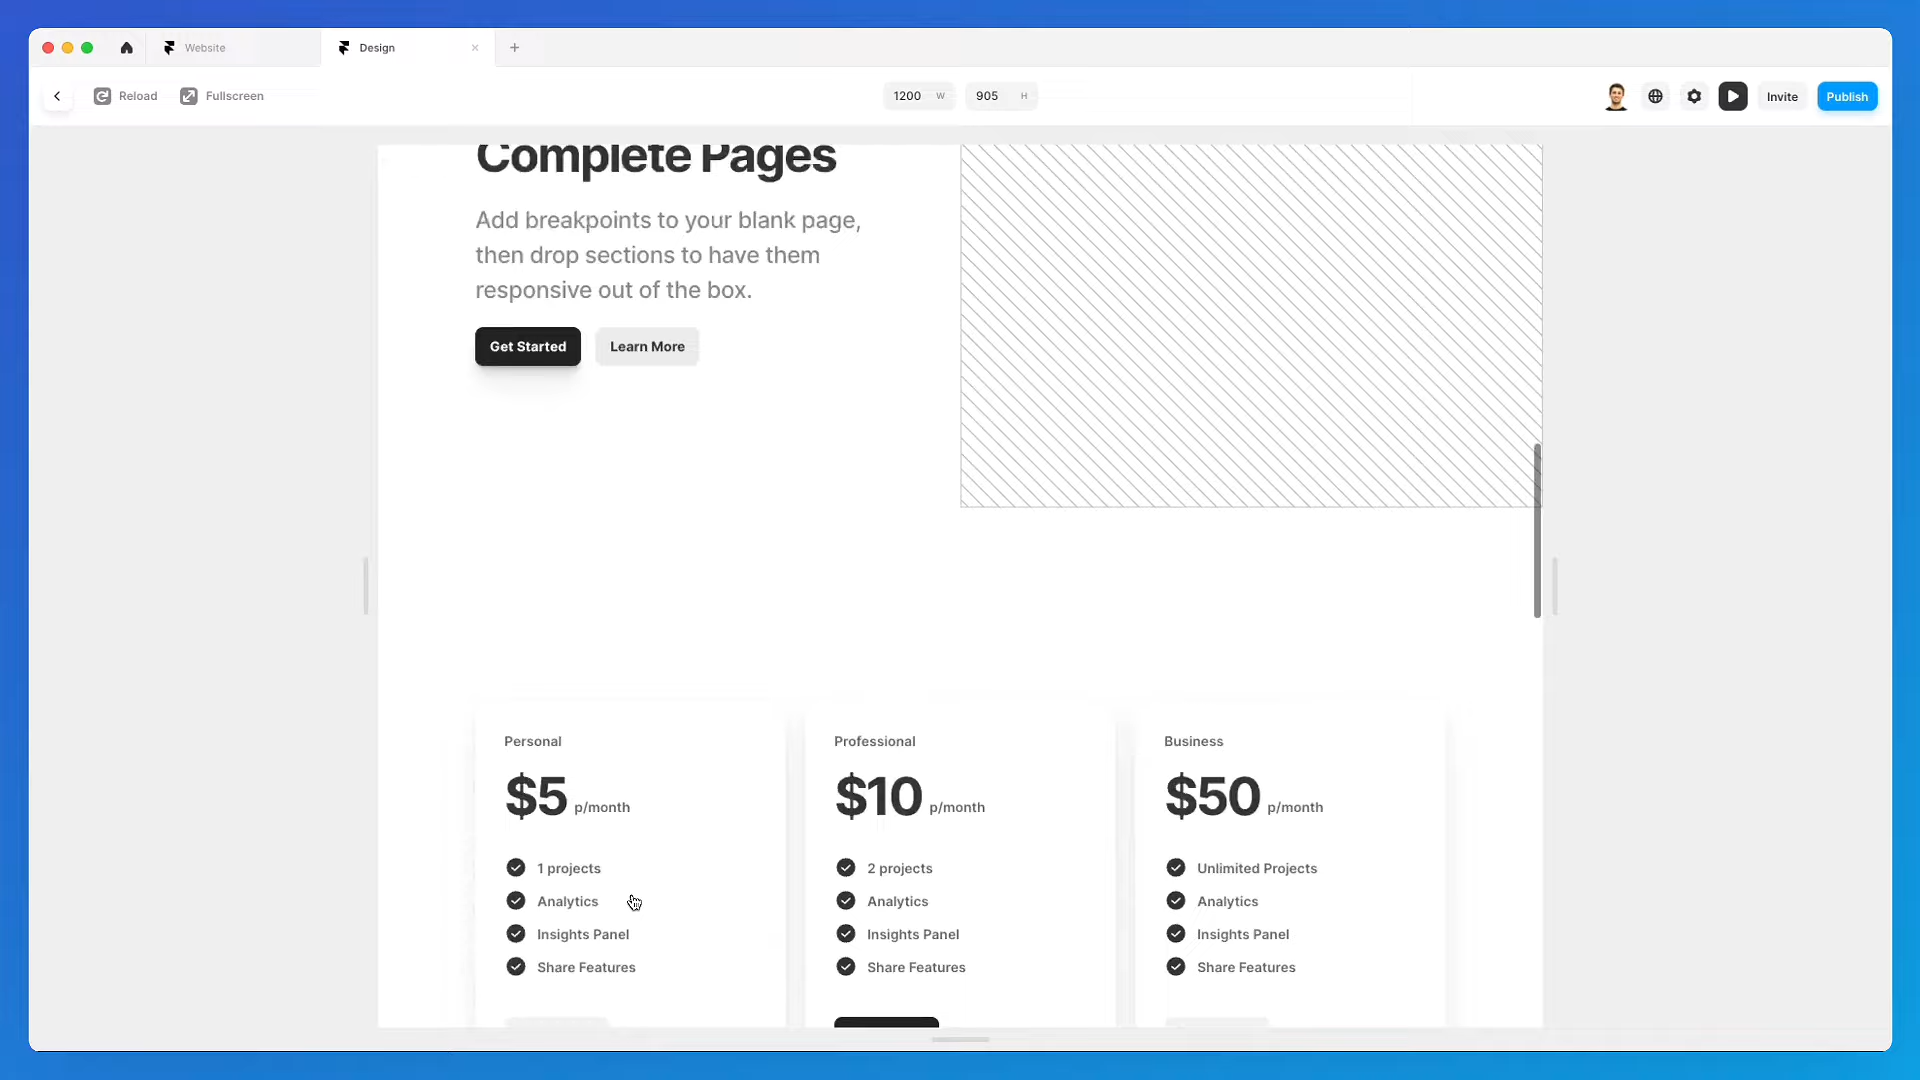 Website
Design
Reload
Fullscreen
1200 W
905 H
Invite
Publish
Complete Pages
Add breakpoints to your blank page,
then drop sections to have them
responsive out of the box.
Get Started
Learn More
Personal
$5 p/month
1 projects
Analytics
Insights Panel
Share Features
Professional
$10 p/month
2 projects
Analytics
Insights Panel
Share Features
Business
$50 p/month
Unlimited Projects
Analytics
Insights Panel
Share Features